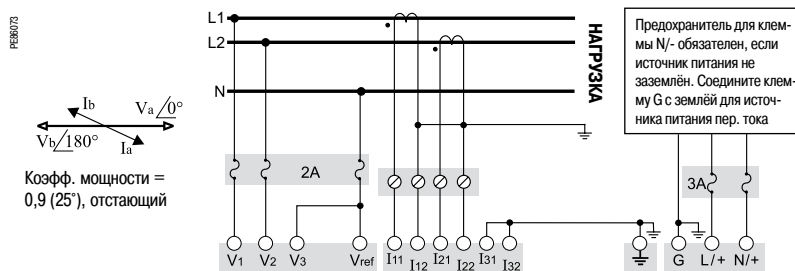 PE86073
L1
L2
N
НАГРУЗКА
Предохранитель для клем-
мы N/- обязателен, если
источник питания не
заземлён. Соедините клем-
му G с землёй для источ-
ника питания пер. тока
Ib
Va 0°
Vb 180°
Ia
Коэфф. мощности =
0,9 (25°), отстающий
2A
3A
V1 V2 V3 Vref I11 I12 I21 I22 I31 I32 G L/+ N/+